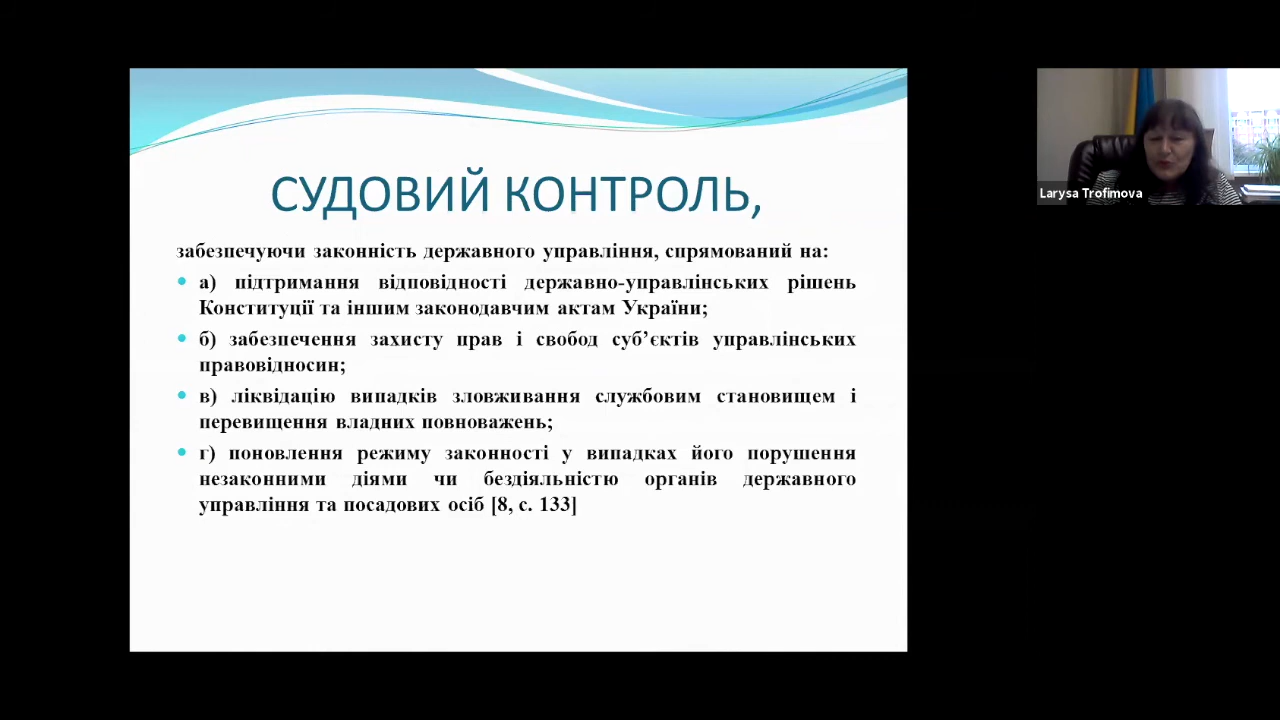 СУДОВИЙ КОНТРОЛЬ,
забезпечуючи законність державного управління, спрямований на:
а) підтримання відповідності державно-управлінських рішень
Конституції та іншим законодавчим актам України;
б) забезпечення захисту прав і свобод суб’єктів управлінських
правовідносин;
в) ліквідацію випадків зловживання службовим становищем і
перевищення владних повноважень;
г) поновлення режиму законності у випадках його порушення
незаконними діями чи бездіяльністю органів державного
управління та посадових осіб [8, с. 133]
Larysa Trofimova